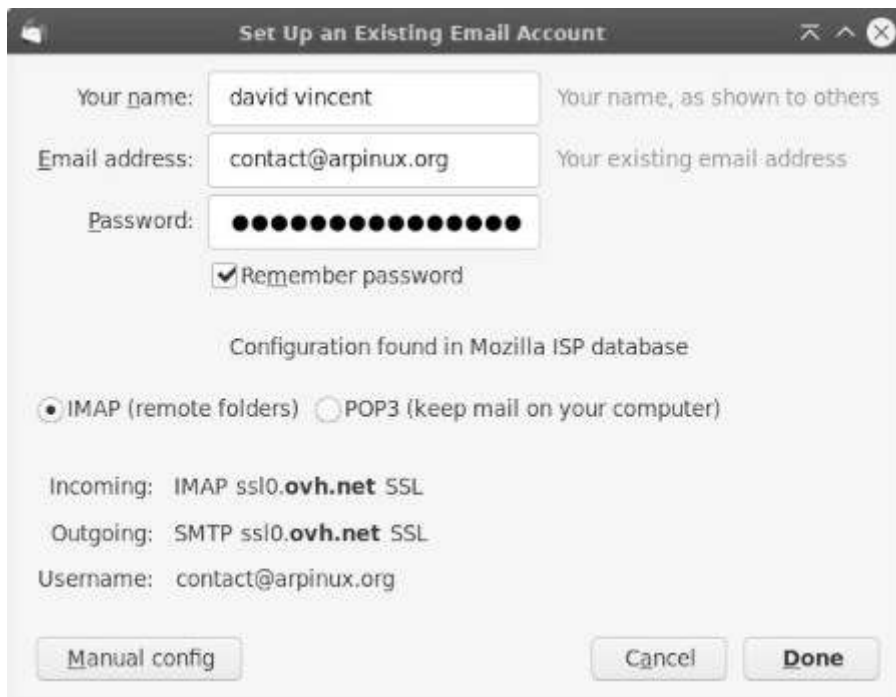 Set Up an Existing Email Account
Your name: david vincent Your name, as shown to others
Email address: contact@arpinux.org Your existing email address
Password: ●●●●●●●●●●●●●●●
Remember password
Configuration found in Mozilla ISP database
IMAP (remote folders) POP3 (keep mail on your computer)
Incoming: IMAP ssl0.ovh.net SSL
Outgoing: SMTP ssl0.ovh.net SSL
Username: contact@arpinux.org
Manual config Cancel Done